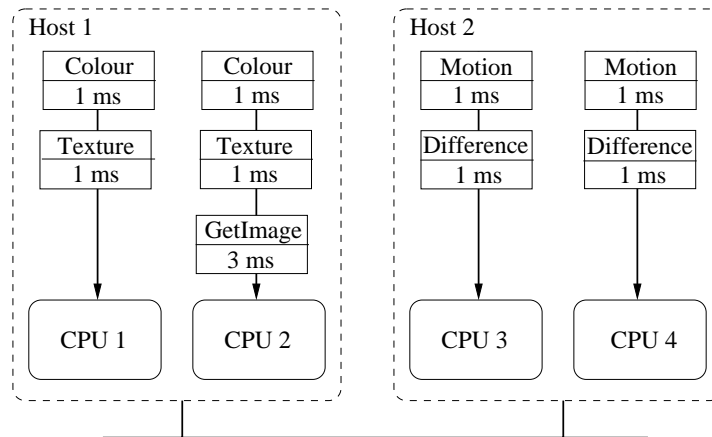 Host 1
Host 2
Colour
Colour
Motion
Motion
1 ms
1 ms
1 ms
1 ms
Texture
Texture
Difference
Difference
1 ms
1 ms
1 ms
1 ms
GetImage
3 ms
CPU 1
CPU 2
CPU 3
CPU 4